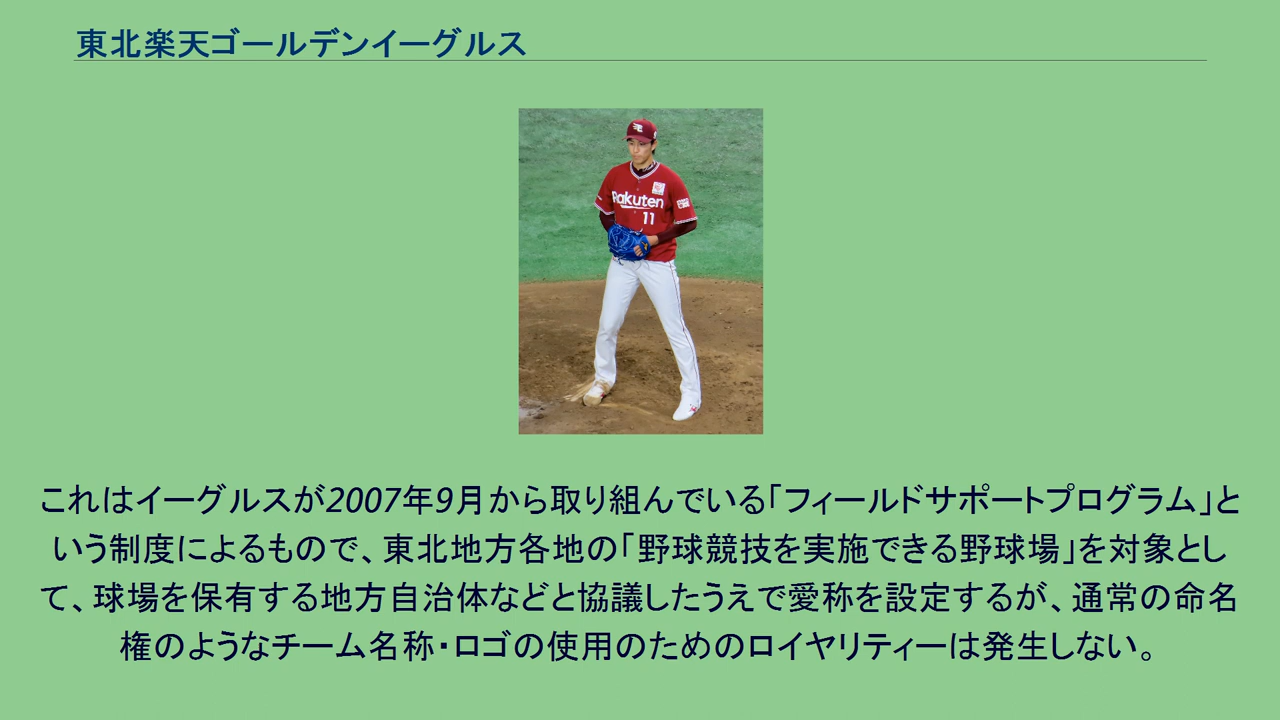 東北楽天ゴールデンイーグルス
Rakuten
11
これはイーグルスが2007年9月から取り組んでいる「フィールドサポートプログラム」と
いう制度によるもので、東北地方各地の「野球競技を実施できる野球場」を対象とし
て、球場を保有する地方自治体などと協議したうえで愛称を設定するが、通常の命名
権のようなチーム名称・ロゴの使用のためのロイヤリティーは発生しない。